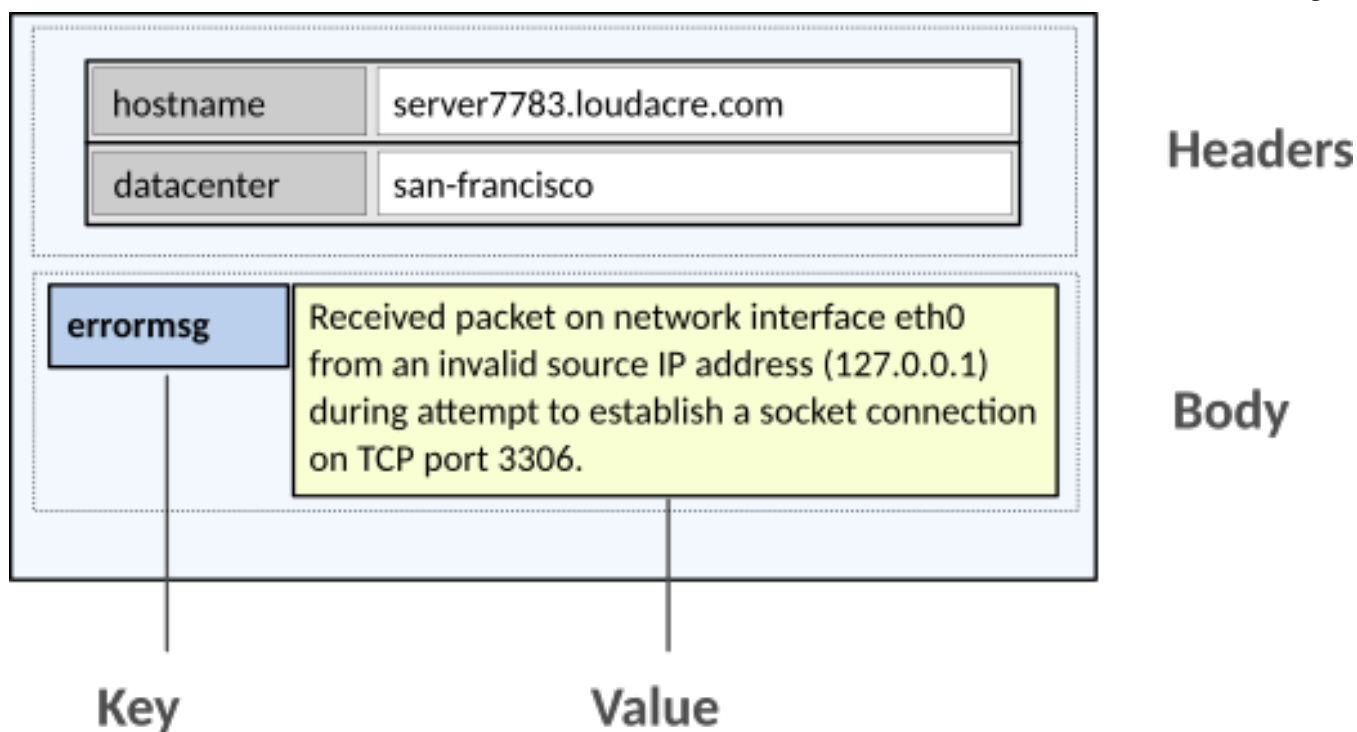 hostname server7783.loudacre.com
Headers
datacenter san-francisco
errormsg
Received packet on network interface eth0
from an invalid source IP address (127.0.0.1)
during attempt to establish a socket connection
on TCP port 3306.
Body
Key Value